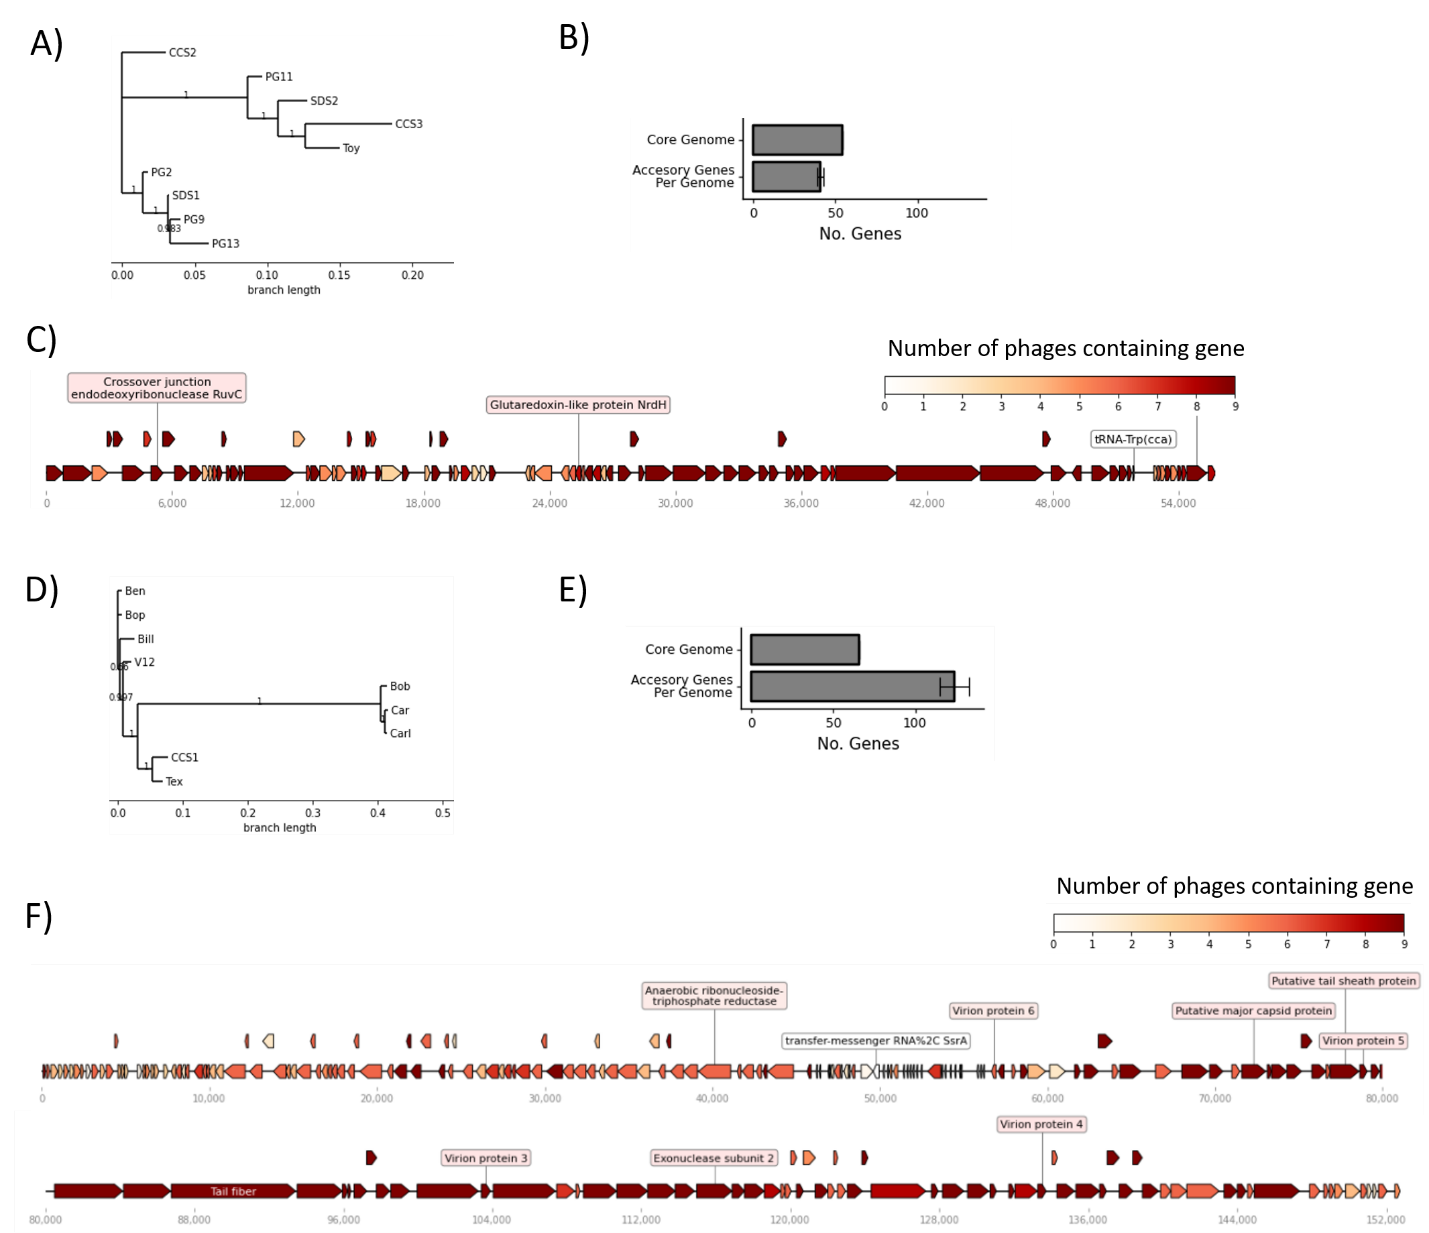 A)
CCS2
PG11
1
SDS2
1
CCS3
1
Toy
PG2
1
SDS1
1
PG9
PG13
0.00 0.05 0.10 0.15 0.20
branch length
B)
Core Genome
Accesory Genes
Per Genome
0 50 100
No. Genes
C)
Number of phages containing gene
0 1 2 3 4 5 6 7 8 9
Crossover junction
endodeoxyribonuclease RuvC
Glutaredoxin-like protein NrdH
tRNA-Trp(cca)
0 6,000 12,000 18,000 24,000 30,000 36,000 42,000 48,000 54,000
D)
Ben
Bop
Bill
V12
Bob
1
Car
Carl
1
CCS1
1
Tex
0.0 0.1 0.2 0.3 0.4 0.5
branch length
E)
Core Genome
Accesory Genes
Per Genome
0 50 100
No. Genes
F)
Number of phages containing gene
0 1 2 3 4 5 6 7 8 9
Anaerobic ribonucleoside-
triphosphate reductase
transfer-messenger RNA%2C SsrA
Virion protein 6
Putative major capsid protein
Putative tail sheath protein
Virion protein 5
0 10,000 20,000 30,000 40,000 50,000 60,000 70,000 80,000
Tail fiber
Virion protein 3
Exonuclease subunit 2
Virion protein 4
80,000 88,000 96,000 104,000 112,000 120,000 128,000 136,000 144,000 152,000